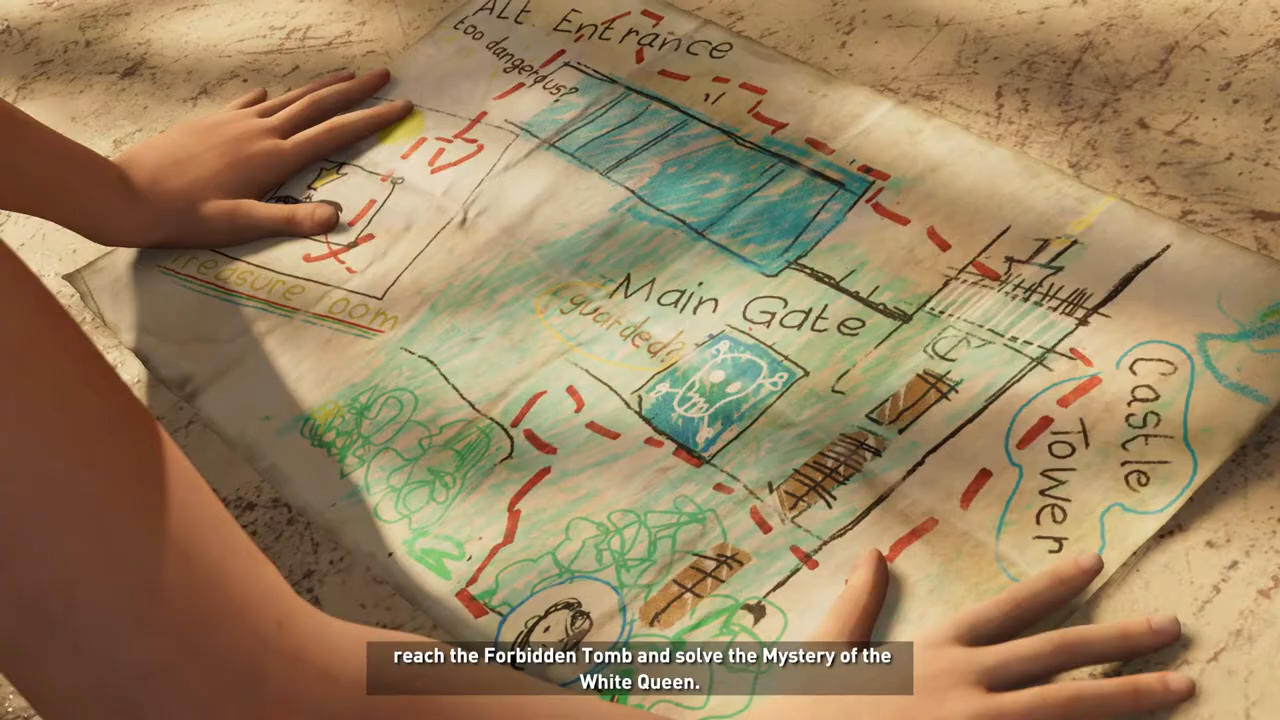 ALt. Entrance
too dangerous?
Treasure room
Main Gate
(guarded?)
Castle
Tower
reach the Forbidden Tomb and solve the Mystery of the
White Queen.